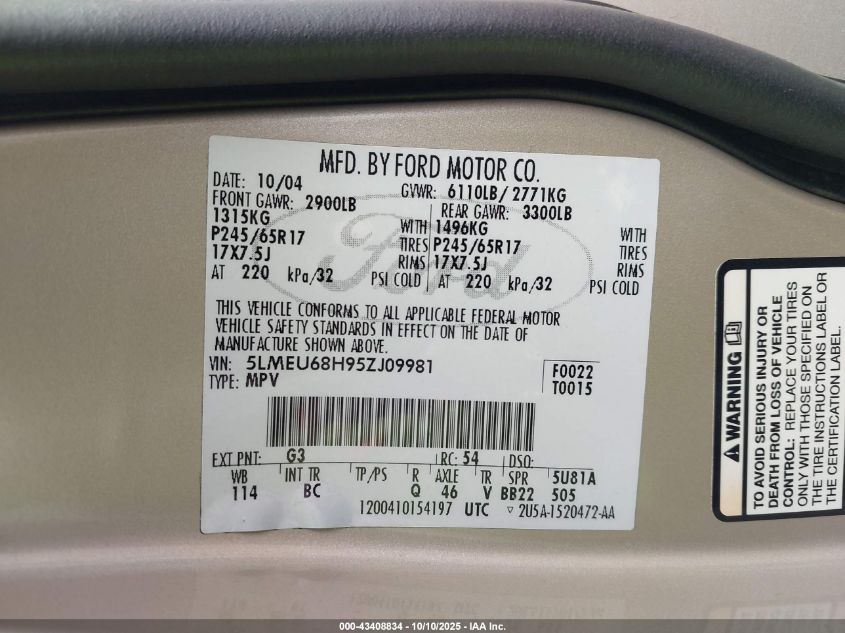 MFD. BY FORD MOTOR CO.
DATE: 10/04 GVWR: 6110LB/ 2771KG
FRONT GAWR: 2900LB REAR GAWR: 3300LB
1315KG WITH 1496KG WITH
P245/65R17 TIRES P245/65R17 TIRES
17X7.5J RIMS 17X7.5J RIMS
AT 220 kPa/32 PSI COLD AT 220 kPa/32 PSI COLD
Ford
THIS VEHICLE CONFORMS TO ALL APPLICABLE FEDERAL MOTOR
VEHICLE SAFETY STANDARDS IN EFFECT ON THE DATE OF
MANUFACTURE SHOWN ABOVE.
VIN: 5LMEU68H95ZJ09981 F0022
TYPE: MPV T0015
EXT PNT: G3 RC: 54 DSO:
WB INT TR TP/PS R AXLE TR SPR 5U81A
114 BC Q 46 V BB22 505
1200410154197 UTC ▽ 2U5A-1520472-AA
WARNING
TO AVOID SERIOUS INJURY OR
DEATH FROM LOSS OF VEHICLE
CONTROL: REPLACE YOUR TIRES
ONLY WITH THOSE SPECIFIED ON
THE TIRE INSTRUCTIONS LABEL OR
THE CERTIFICATION LABEL.
000-43408834 - 10/10/2025 - IAA Inc.